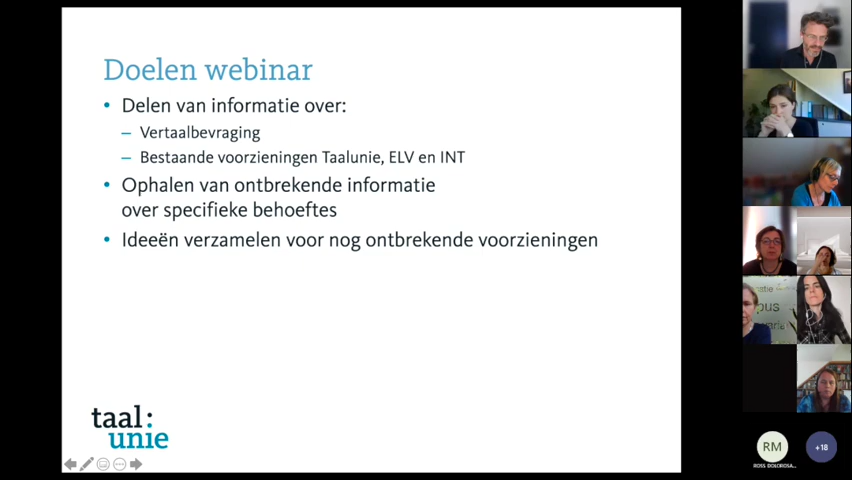 Doelen webinar
• Delen van informatie over:
– Vertaalbevraging
– Bestaande voorzieningen Taalunie, ELV en INT
• Ophalen van ontbrekende informatie
over specifieke behoeftes
• Ideeën verzamelen voor nog ontbrekende voorzieningen
taal:
unie
pus
RM
+18